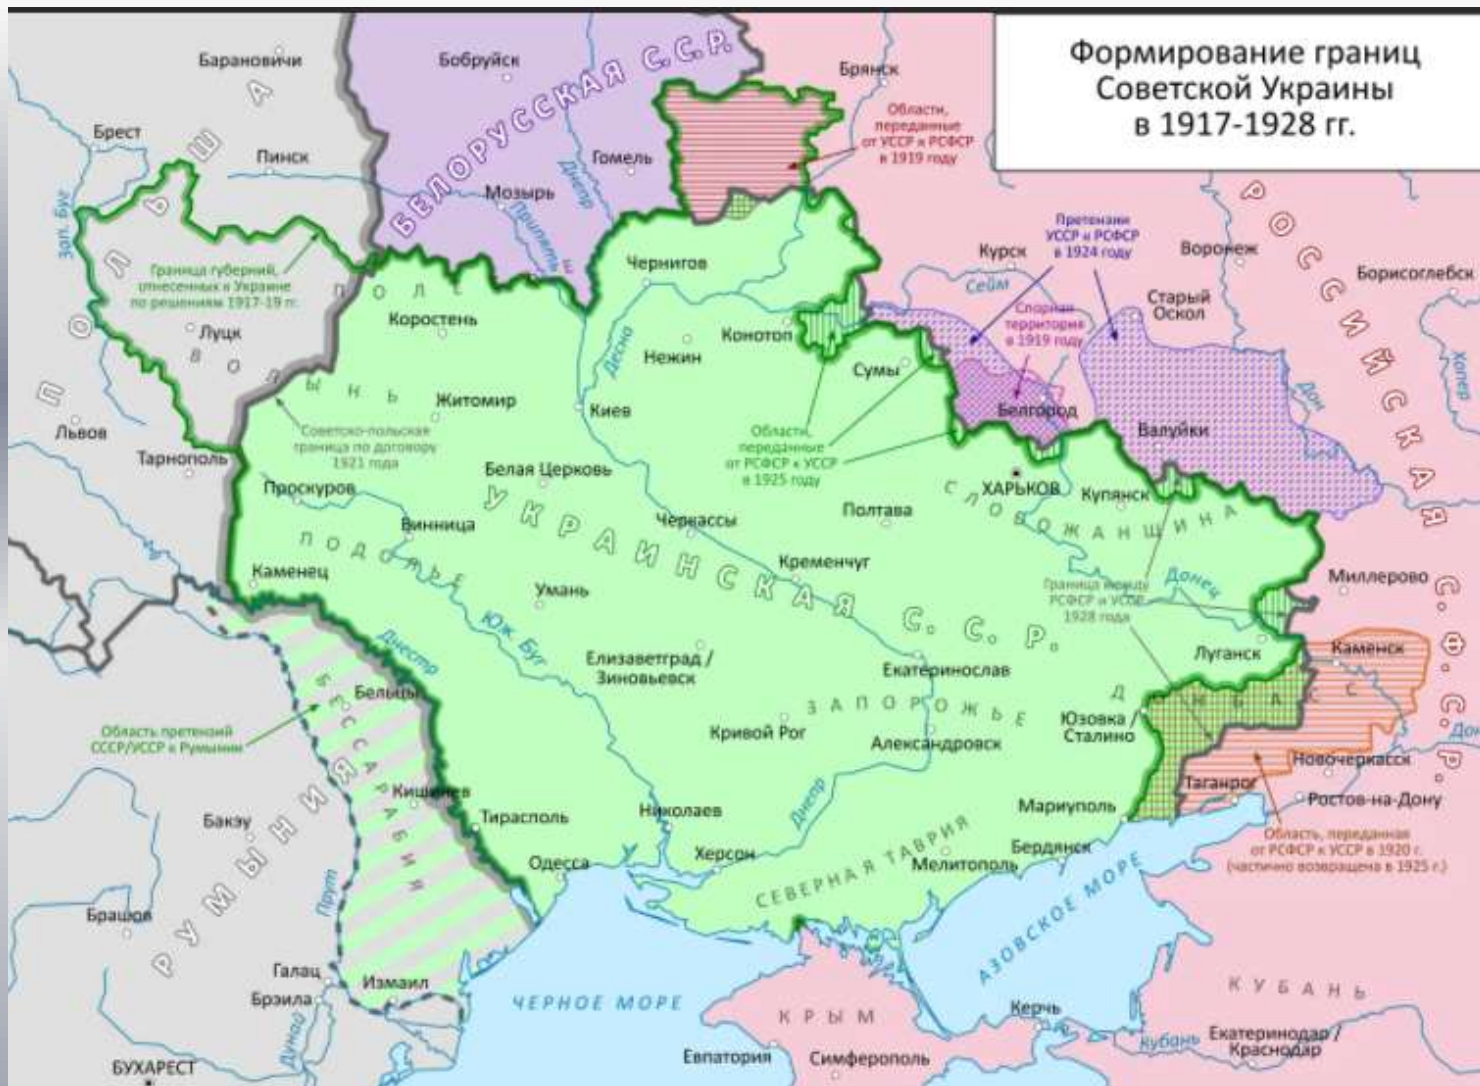 Формирование границ
Советской Украины
в 1917-1928 гг.
Барановичи
Бобруйск
БЕЛОРУССКАЯ С.С.Р.
Брянск
Области,
переданные
от УССР к РСФСР
в 1919 году
Брест
Пинск
Гомель
Мозырь
Днепр
Припять
Зап. Буг
ПОЛЬША
РОССИЙСКАЯ С.Ф.С.Р.
Претензии
УССР к РСФСР
в 1924 году
Курск
Воронеж
Борисоглебск
Сейм
Старый
Оскол
Хопер
Дон
Спорная
территория
в 1919 году
Граница губерний,
отнесенных к Украине
по решениям 1917-19 гг.
Чернигов
ПОЛЕ
Коростень
Луцк
ВОЛЫНЬ
Нежин
Конотоп
Десна
Сумы
Житомир
Киев
Белгород
Валуйки
Львов
Советско-польская
граница по договору
1921 года
Области,
переданные
от РСФСР к УССР
в 1925 году
Тарнополь
Белая Церковь
Проскуров
ХАРЬКОВ
Купянск
СЛОБОЖАНЩИНА
Винница
УКРАИНСКАЯ С. С. Р.
Черкассы
Полтава
ПОДОЛЬЕ
Кременчуг
Каменец
Умань
Донец
Миллерово
Граница между
РСФСР и УССР
1928 года
Юж. Буг
Днестр
Елизаветград /
Зиновьевск
Екатеринослав
Луганск
Каменск
БЕССАРАБИЯ
Бельцы
ЗАПОРОЖЬЕ
ДОНБАСС
Область претензий
СССР/УССР к Румынии
Кривой Рог
Александровск
Юзовка /
Сталино
Дон
Новочеркасск
Таганрог
Ростов-на-Дону
Кишинев
РУМЫНИЯ
Бакэу
Тирасполь
Николаев
Днепр
Мариуполь
Одесса
Херсон
СЕВЕРНАЯ ТАВРИЯ
Мелитополь
Бердянск
Область, переданная
от РСФСР к УССР в 1920 г.
(частично возвращена в 1925 г.)
Прут
Брашов
АЗОВСКОЕ МОРЕ
Галац
Измаил
Брэила
ЧЕРНОЕ МОРЕ
КРЫМ
Керчь
КУБАНЬ
Дунай
Кубань
Екатеринодар /
Краснодар
БУХАРЕСТ
Евпатория
Симферополь